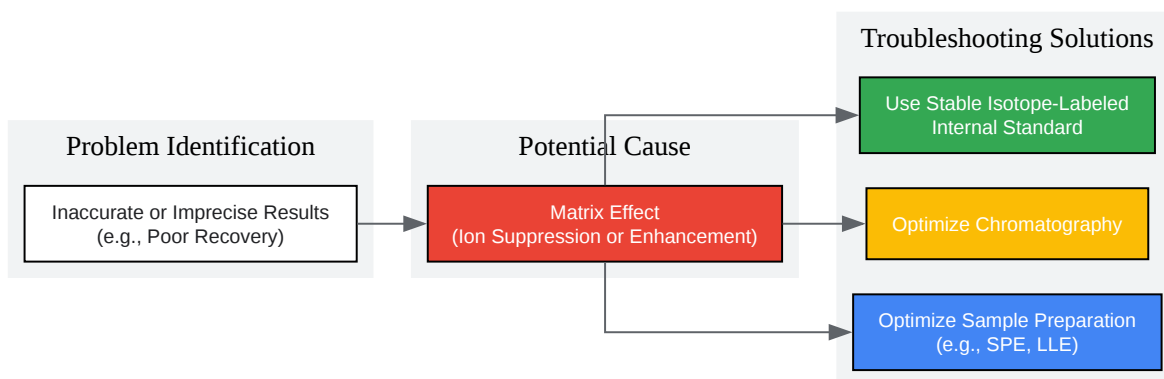 Problem Identification
Inaccurate or Imprecise Results
(e.g., Poor Recovery)
Potential Cause
Matrix Effect
(Ion Suppression or Enhancement)
Troubleshooting Solutions
Use Stable Isotope-Labeled
Internal Standard
Optimize Chromatography
Optimize Sample Preparation
(e.g., SPE, LLE)